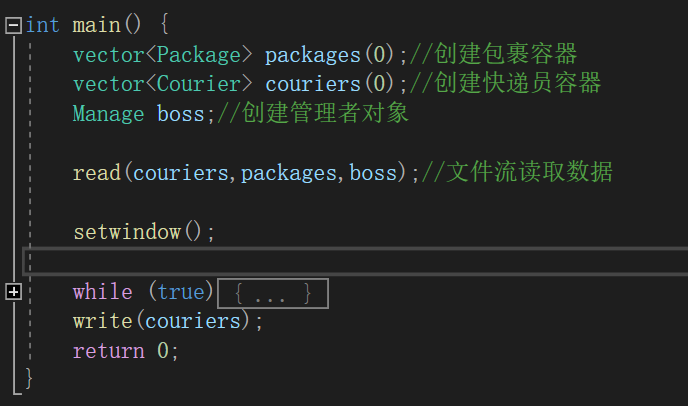 int main() {
vector<Package> packages(0);//创建包裹容器
vector<Courier> couriers(0);//创建快递员容器
Manage boss;//创建管理者对象
read(couriers,packages,boss);//文件流读取数据
setwindow();
while (true) { ... }
write(couriers);
return 0;
}